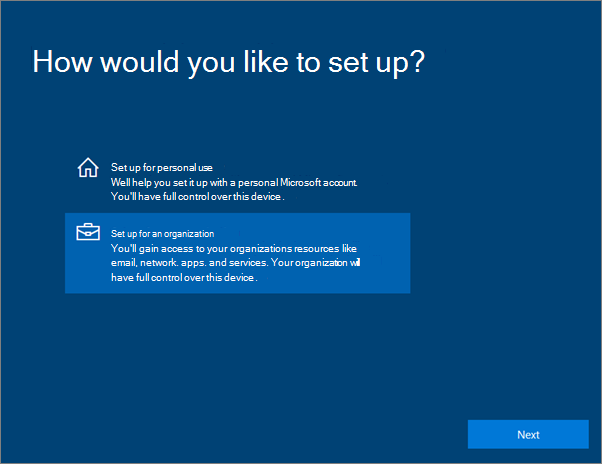 How would you like to set up?
Set up for personal use
Well help you set it up with a personal Microsoft account.
You'll have full control over this device.
Set up for an organization
You'll gain access to your organizations resources like
email, network. apps. and services. Your organization will
have full control over this device.
Next